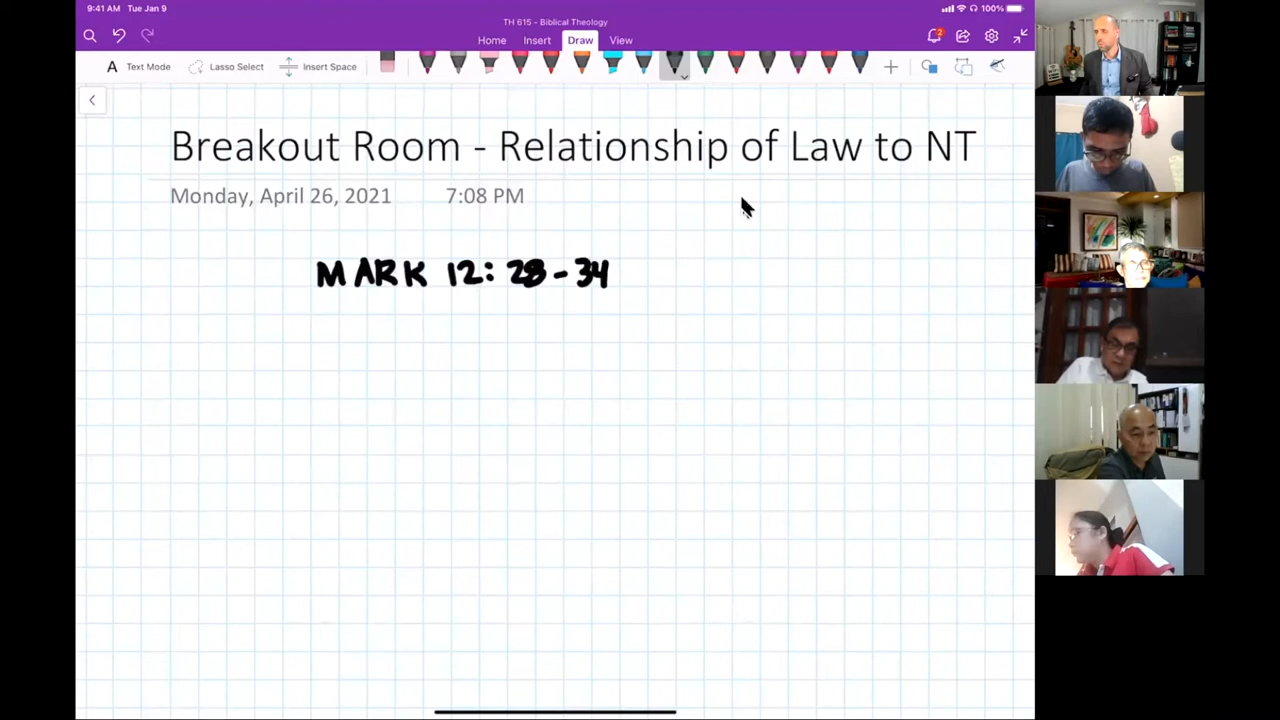 9:41 AM Tue Jan 9
100%
TH 615 - Biblical Theology
Home Insert Draw View
2
A Text Mode Lasso Select Insert Space
Breakout Room - Relationship of Law to NT
Monday, April 26, 2021 7:08 PM
MARK 12:28-34